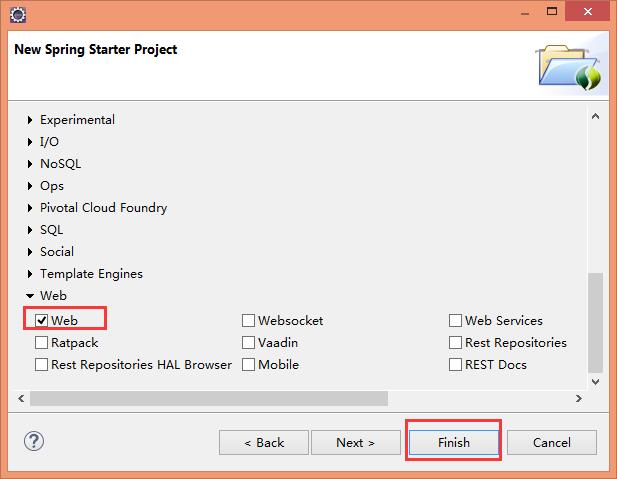 New Spring Starter Project
Experimental
I/O
NoSQL
Ops
Pivotal Cloud Foundry
SQL
Social
Template Engines
Web
Web Websocket Web Services
Ratpack Vaadin Rest Repositories
Rest Repositories HAL Browser Mobile REST Docs
? < Back Next > Finish Cancel